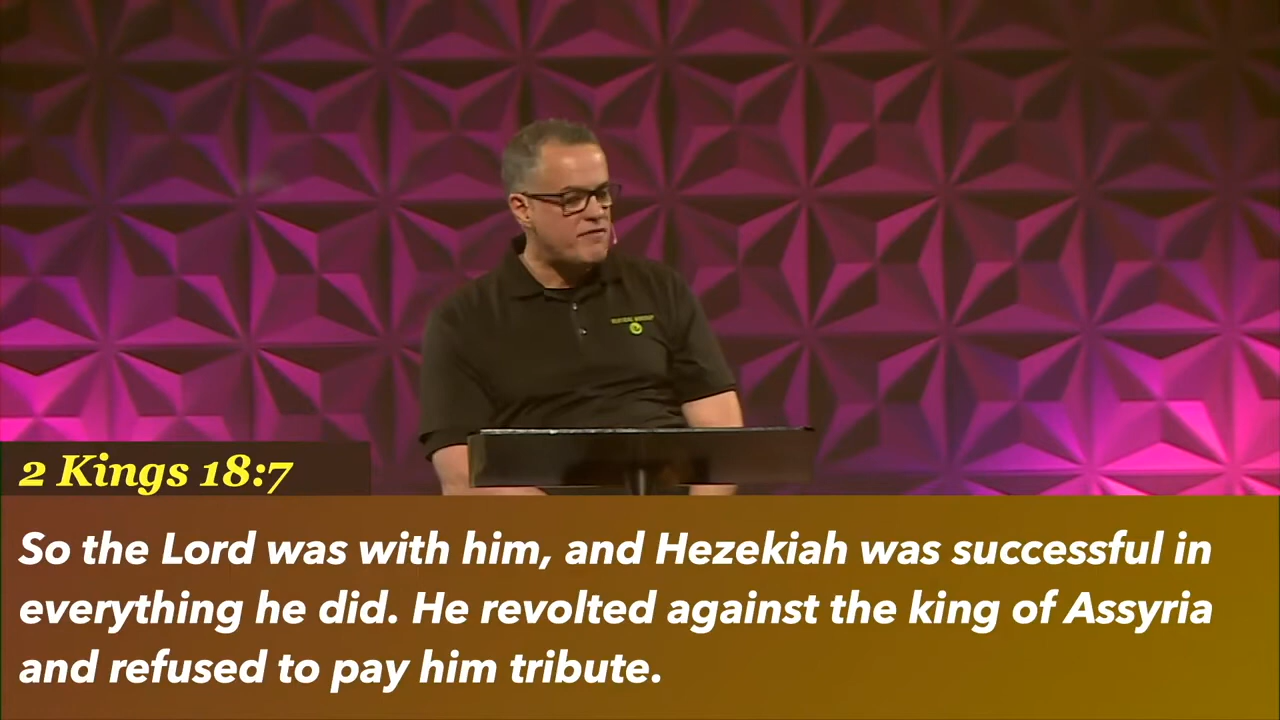 2 Kings 18:7
So the Lord was with him, and Hezekiah was successful in
everything he did. He revolted against the king of Assyria
and refused to pay him tribute.